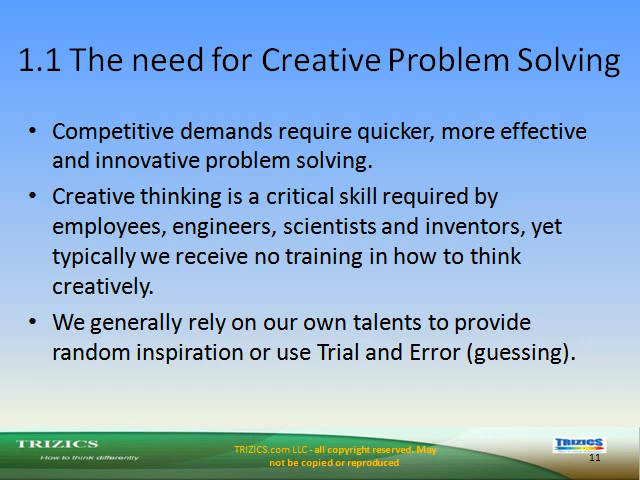 1.1 The need for Creative Problem Solving
• Competitive demands require quicker, more effective
and innovative problem solving.
• Creative thinking is a critical skill required by
employees, engineers, scientists and inventors, yet
typically we receive no training in how to think
creatively.
• We generally rely on our own talents to provide
random inspiration or use Trial and Error (guessing).
TRIZICS
How to think differently
TRIZICS.com LLC - all copyright reserved. May
not be copied or reproduced
TRIZICS
11